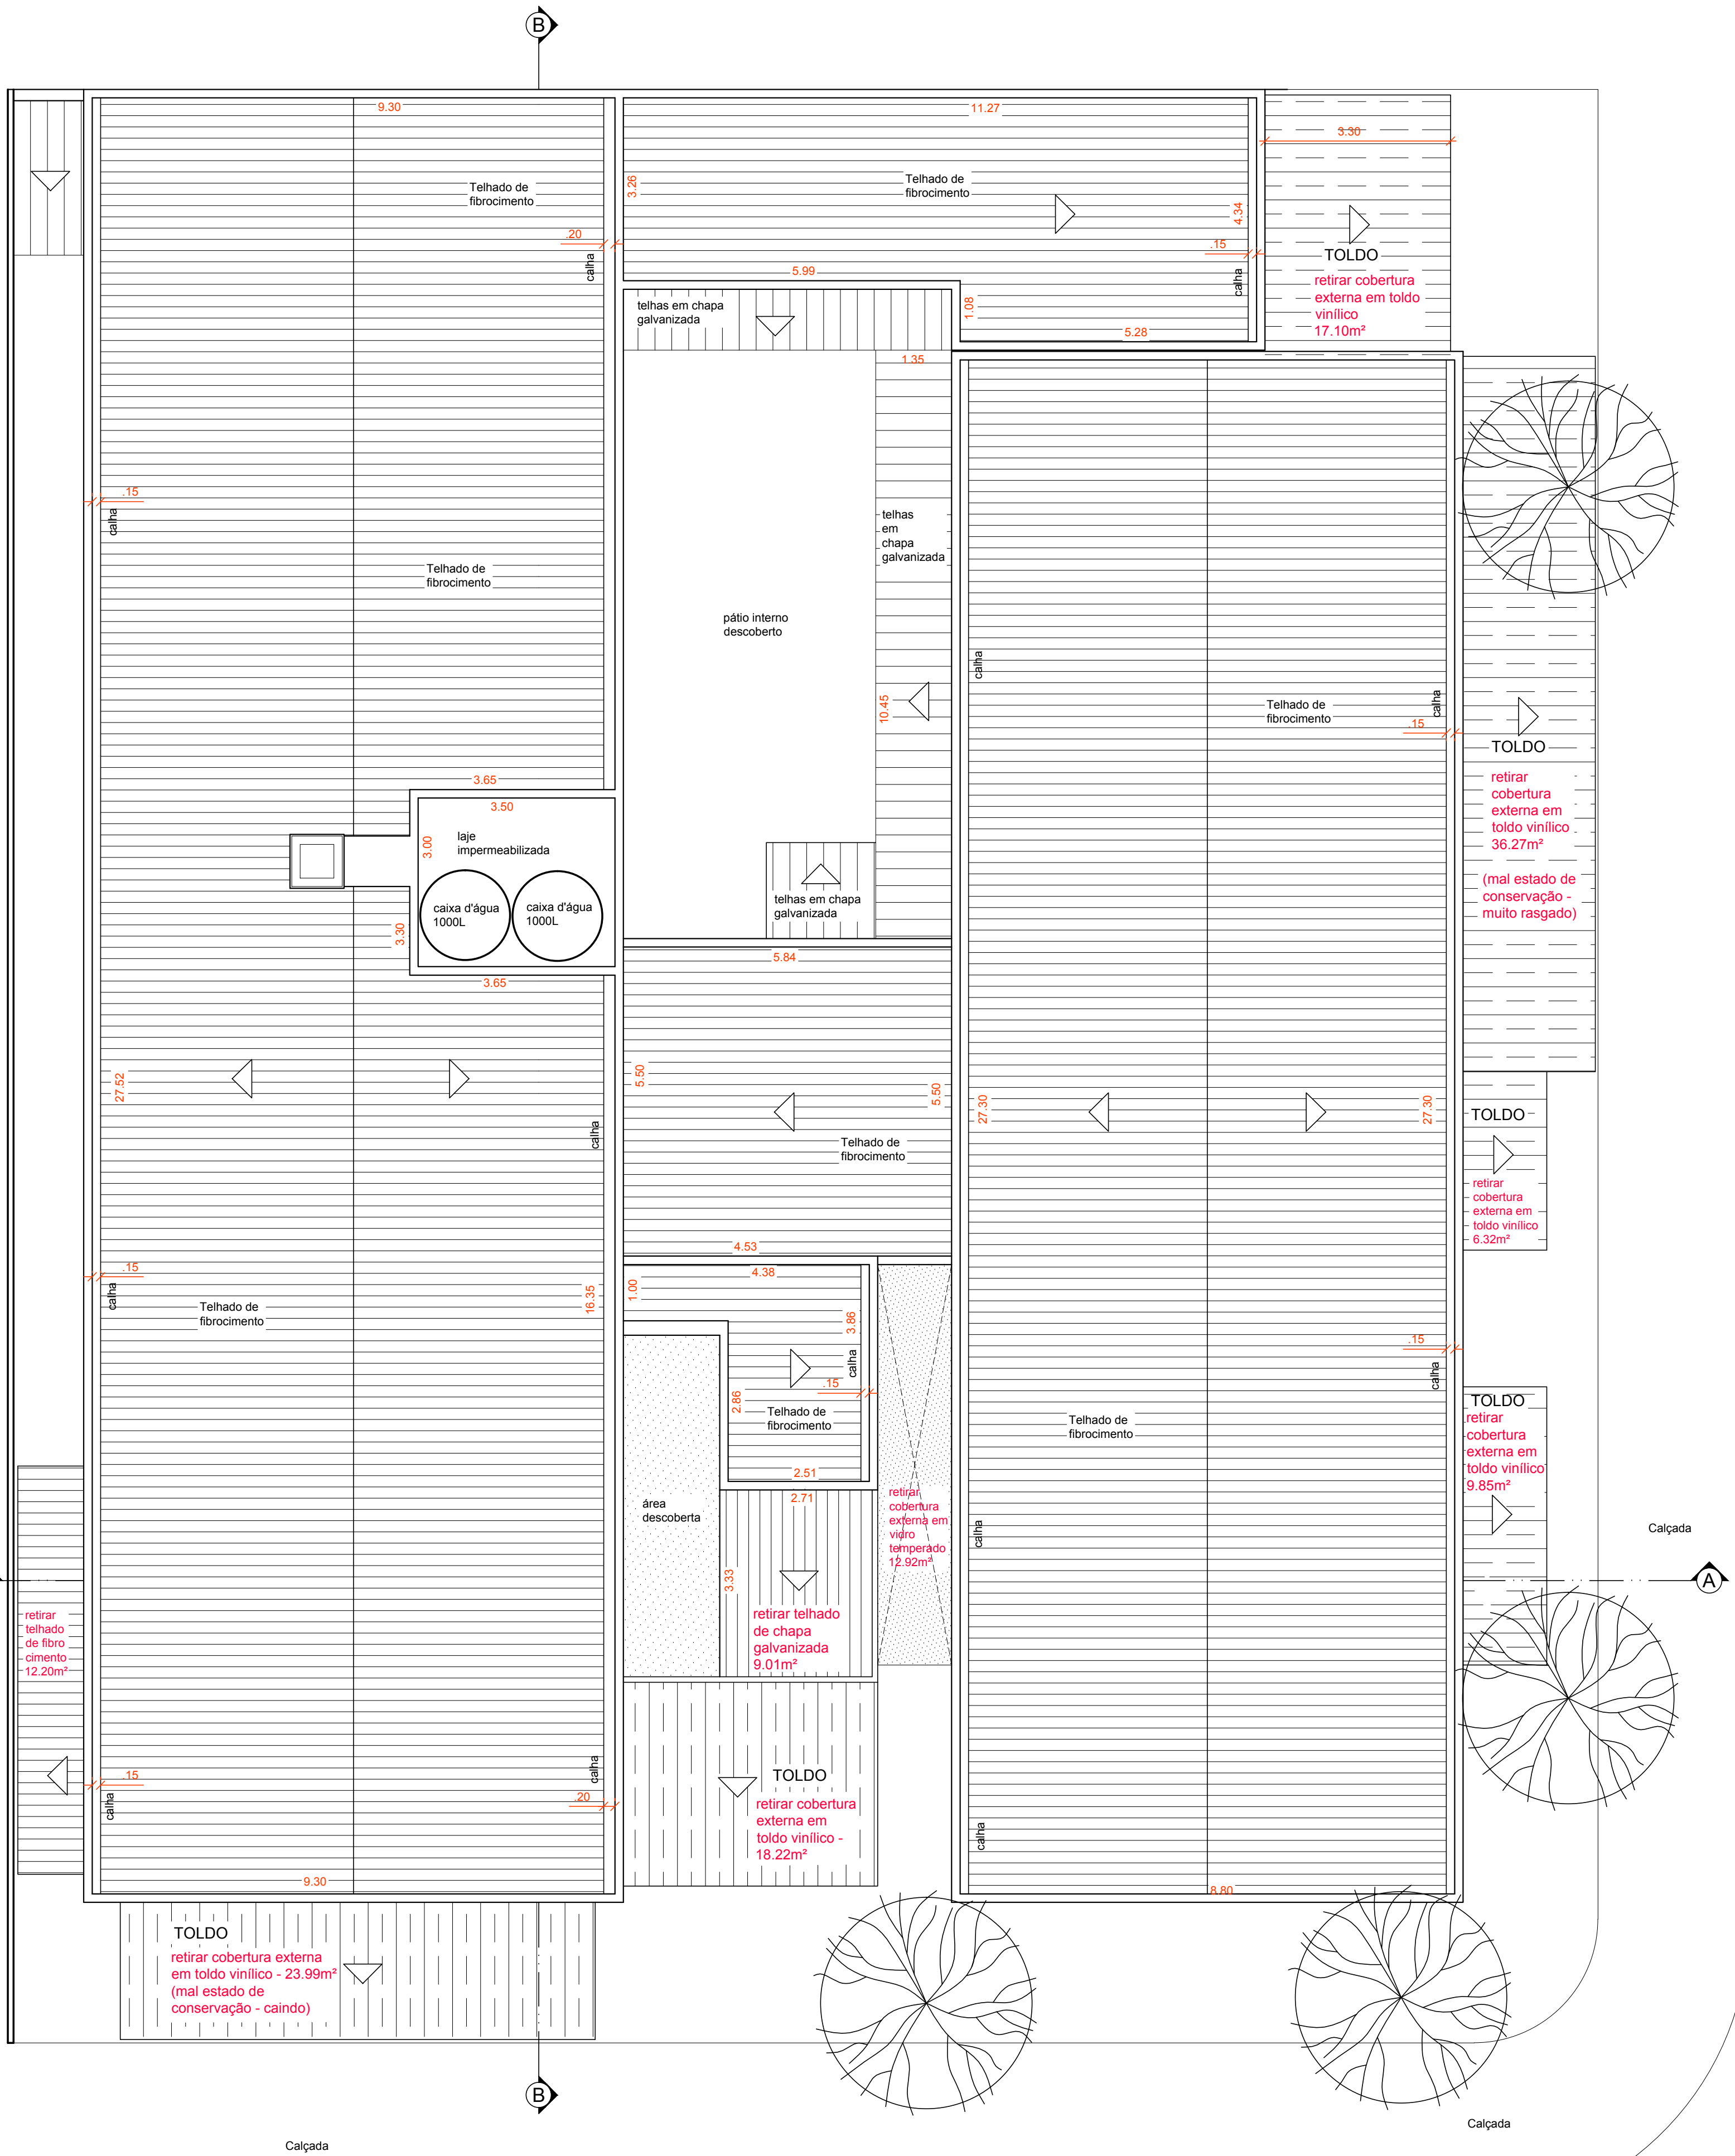 B
9.30
11.27
3.30
Telhado de
fibrocimento
3.26
Telhado de
fibrocimento
4.34
.20
calha
.15
calha
TOLDO
retirar cobertura
externa em toldo
vinílico
17.10m²
5.99
telhas em chapa
galvanizada
1.08
5.28
1.35
.15
calha
telhas
em
chapa
galvanizada
Telhado de
fibrocimento
pátio interno
descoberto
calha
10.45
Telhado de
fibrocimento
calha
.15
TOLDO
retirar
cobertura
externa em
toldo vinílico
36.27m²
(mal estado de
conservação -
muito rasgado)
3.65
3.50
3.00
laje
impermeabilizada
caixa d'água
1000L
caixa d'água
1000L
3.30
3.65
telhas em chapa
galvanizada
5.84
27.52
5.50
5.50
27.30
27.30
calha
Telhado de
fibrocimento
TOLDO
retirar
cobertura
externa em
toldo vinílico
6.32m²
4.53
.15
calha
Telhado de
fibrocimento
16.35
4.38
1.00
3.86
calha
.15
2.86
Telhado de
fibrocimento
2.51
2.71
.15
calha
Telhado de
fibrocimento
TOLDO
retirar
cobertura
externa em
toldo vinílico
9.85m²
área
descoberta
retirar
cobertura
externa em
vidro
temperado
12.92m²
calha
Calçada
A
3.33
retirar telhado
de chapa
galvanizada
9.01m²
retirar
telhado
de fibro
cimento
12.20m²
.15
calha
calha
.20
TOLDO
retirar cobertura
externa em
toldo vinílico -
18.22m²
calha
9.30
8.80
TOLDO
retirar cobertura externa
em toldo vinílico - 23.99m²
(mal estado de
conservação - caindo)
B
Calçada
Calçada